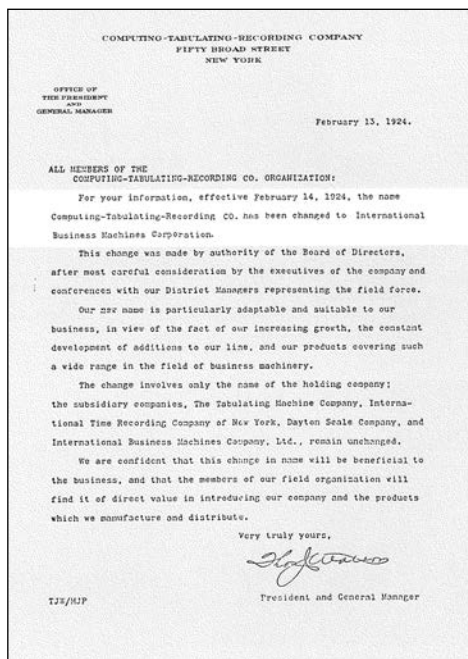 COMPUTING-TABULATING-RECORDING COMPANY
FIFTY BROAD STREET
NEW YORK
OFFICE OF
THE PRESIDENT
AND
GENERAL MANAGER
February 13, 1924.
ALL MEMBERS OF THE
COMPUTING-TABULATING-RECORDING CO. ORGANIZATION:
For your information, effective February 14, 1924, the name
Computing-Tabulating-Recording CO. has been changed to International
Business Machines Corporation.
This change was made by authority of the Board of Directors,
after most careful consideration by the executives of the company and
conferences with our District Managers representing the field force.
Our new name is particularly adaptable and suitable to our
business, in view of the fact of our increasing growth, the constant
development of additions to our line, and our products covering such
a wide range in the field of business machinery.
The change involves only the name of the holding company;
the subsidiary companies, The Tabulating Machine Company, Interna-
tional Time Recording Company of New York, Dayton Scale Company, and
International Business Machines Company, Ltd., remain unchanged.
We are confident that this change in name will be beneficial to
the business, and that the members of our field organization will
find it of direct value in introducing our company and the products
which we manufacture and distribute.
Very truly yours,
President and General Manager
TJW/HJP